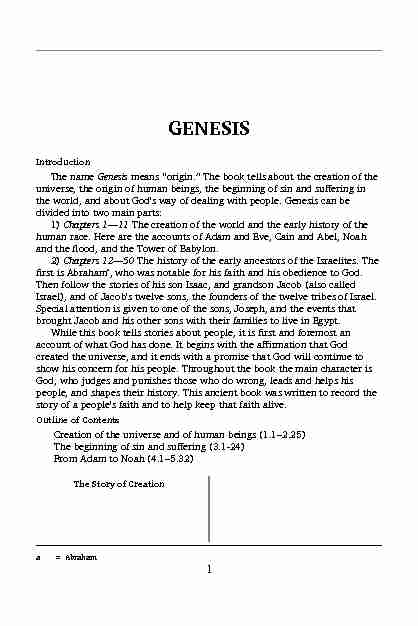 GENESIS
Introduction
The name Genesis means "origin." The book tells about the creation of the
universe, the origin of human beings, the beginning of sin and suffering in
the world, and about God's way of dealing with people. Genesis can be
divided into two main parts:
1) Chapters 1—11 The creation of the world and the early history of the
human race. Here are the accounts of Adam and Eve, Cain and Abel, Noah
and the flood, and the Tower of Babylon.
2) Chapters 12—50 The history of the early ancestors of the Israelites. The
first is Abraham, who was notable for his faith and his obedience to God.
Then follow the stories of his son Isaac, and grandson Jacob (also called
Israel), and of Jacob's twelve sons, the founders of the twelve tribes of Israel.
Special attention is given to one of the sons, Joseph, and the events that
brought Jacob and his other sons with their families to live in Egypt.
While this book tells stories about people, it is first and foremost an
account of what God has done. It begins with the affirmation that God
created the universe, and it ends with a promise that God will continue to
show his concern for his people. Throughout the book the main character is
God, who judges and punishes those who do wrong, leads and helps his
people, and shapes their history. This ancient book was written to record the
story of a people's faith and to help keep that faith alive.
Outline of Contents
Creation of the universe and of human beings (1.1–2.25)
The beginning of sin and suffering (3.1-24)
From Adam to Noah (4.1–5.32)
The Story of Creation
a = Abraham
1